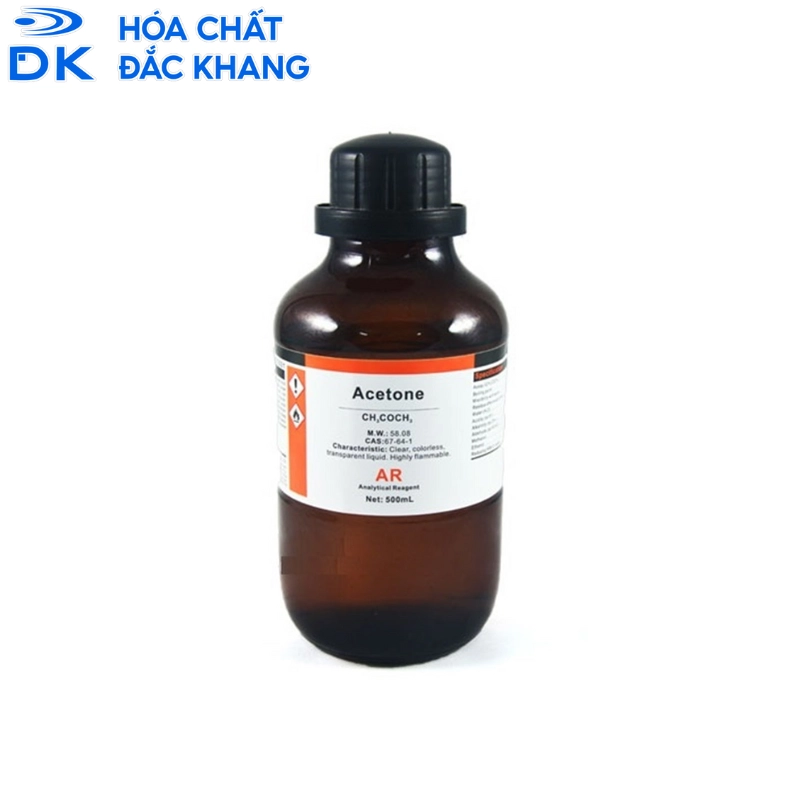 DK
HÓA CHẤT
ĐẮC KHANG
Acetone
CH₃COCH₃
M.W.: 58.08
CAS:67-64-1
Characteristic: Clear, colorless,
transparent liquid. Highly flammable.
AR
Analytical Reagent
Net: 500mL